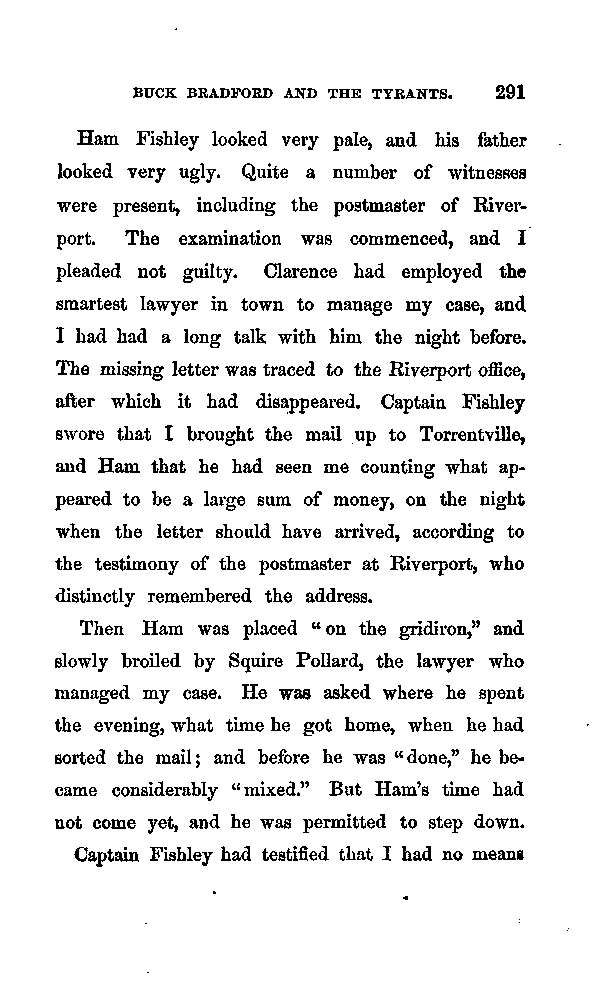 BUCK BRADFORD AND THE TYRANTS. 291
Ham Fishley looked very pale, and his father
looked very ugly. Quite a number of witnesses
were present, including the postmaster of River-
port. The examination was commenced, and I
pleaded not guilty. Clarence had employed the
smartest lawyer in town to manage my case, and
I had had a long talk with him the night before.
The missing letter was traced to the Riverport office,
after which it had disappeared. Captain Fishley
swore that I brought the mail up to Torrentville,
and Ham that he had seen me counting what ap-
peared to be a large sum of money, on the night
when the letter should have arrived, according to
the testimony of the postmaster at Riverport, who
distinctly remembered the address.
Then Ham was placed "on the gridiron," and
slowly broiled by Squire Pollard, the lawyer who
managed my case. He was asked where he spent
the evening, what time he got home, when he had
sorted the mail; and before he was "done," he be-
came considerably "mixed." But Ham's time had
not come yet, and he was permitted to step down.
Captain Fishley had testified that I had no means